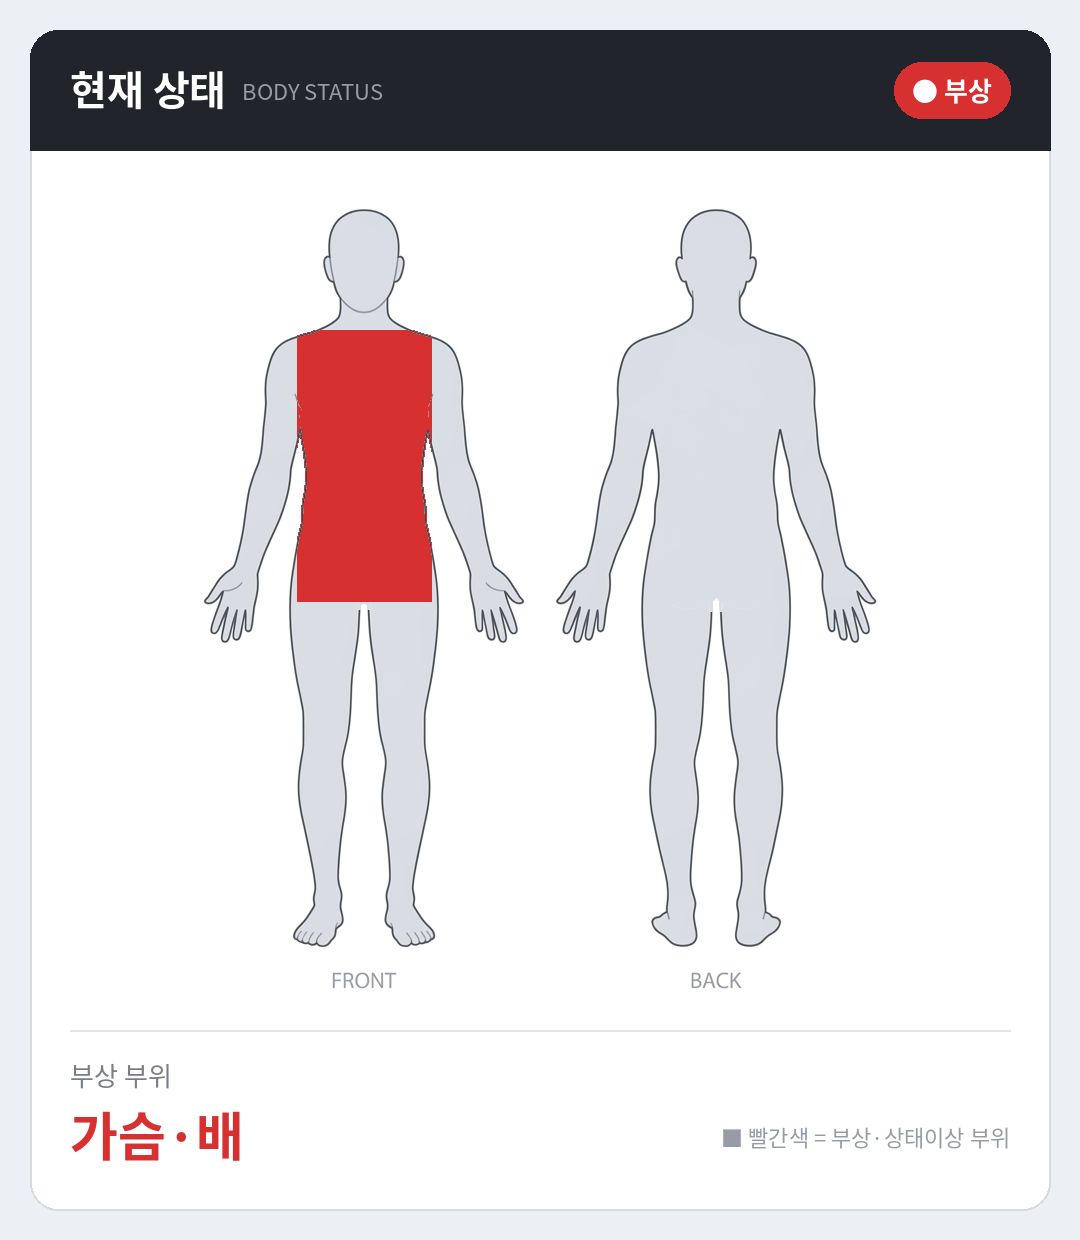 현재 상태 BODY STATUS
부상
FRONT
BACK
부상 부위
가슴·배
빨간색 = 부상·상태이상 부위